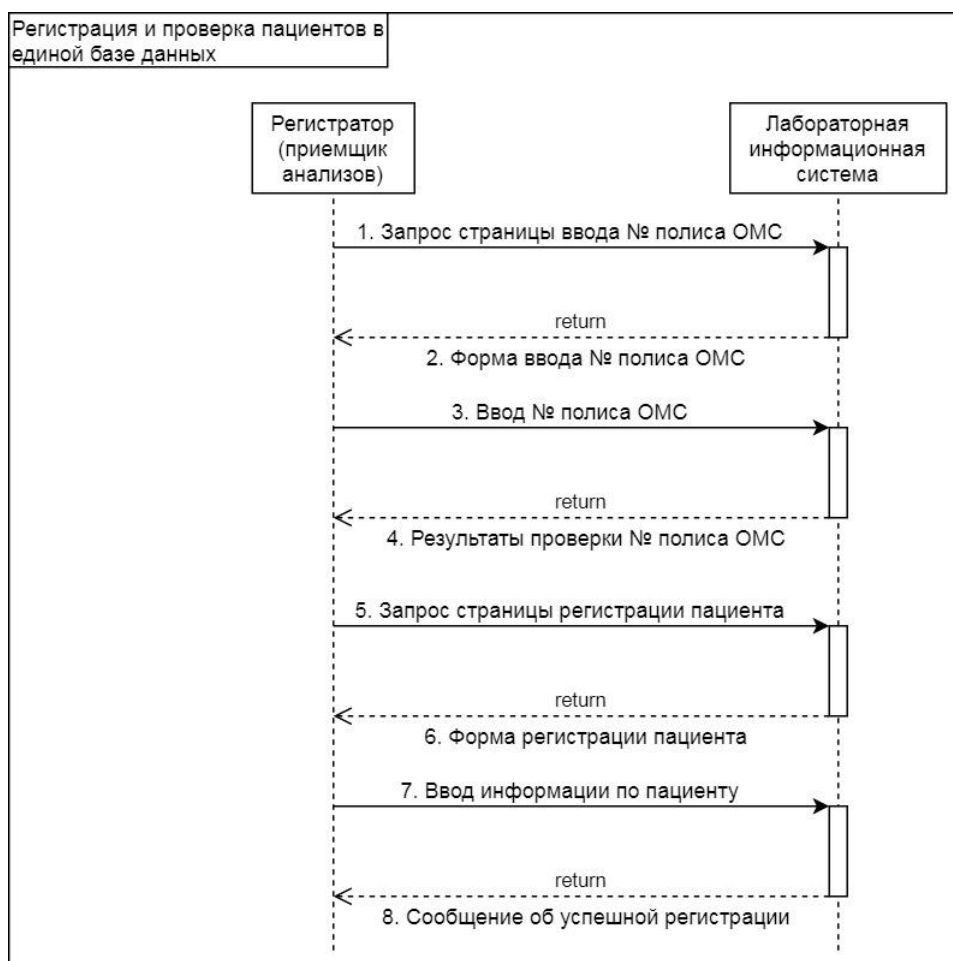 Регистрация и проверка пациентов в
единой базе данных
Регистратор
(приемщик
анализов)
Лабораторная
информационная
система
1. Запрос страницы ввода № полиса ОМС
return
2. Форма ввода № полиса ОМС
3. Ввод № полиса ОМС
return
4. Результаты проверки № полиса ОМС
5. Запрос страницы регистрации пациента
return
6. Форма регистрации пациента
7. Ввод информации по пациенту
return
8. Сообщение об успешной регистрации